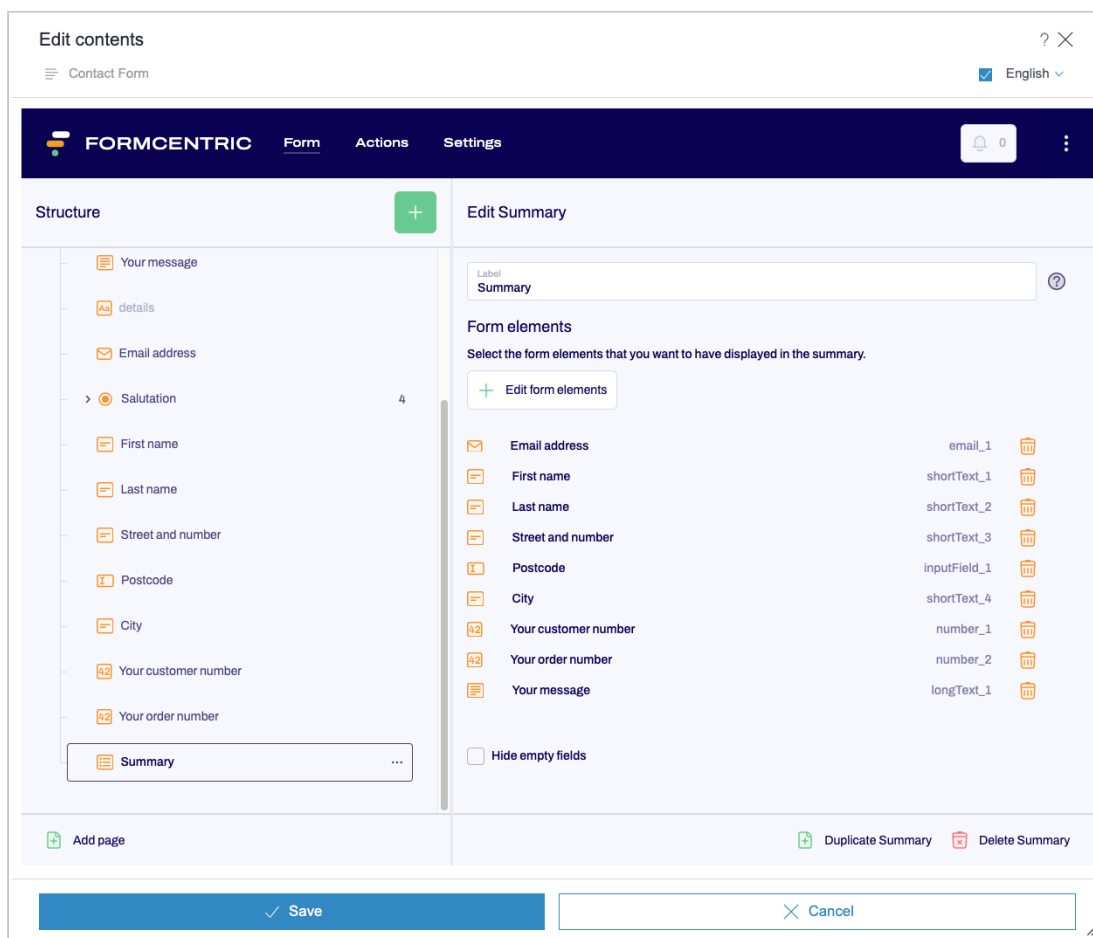 Edit contents
?
Contact Form
English
FORMCENTRIC Form Actions Settings
0
Structure
+
Your message
Aa details
Email address
Salutation 4
First name
Last name
Street and number
Postcode
City
42 Your customer number
42 Your order number
Summary ...
Add page
Edit Summary
Label
Summary
?
Form elements
Select the form elements that you want to have displayed in the summary.
+ Edit form elements
Email address email_1
First name shortText_1
Last name shortText_2
Street and number shortText_3
Postcode inputField_1
City shortText_4
42 Your customer number number_1
42 Your order number number_2
Your message longText_1
Hide empty fields
Duplicate Summary Delete Summary
Save Cancel